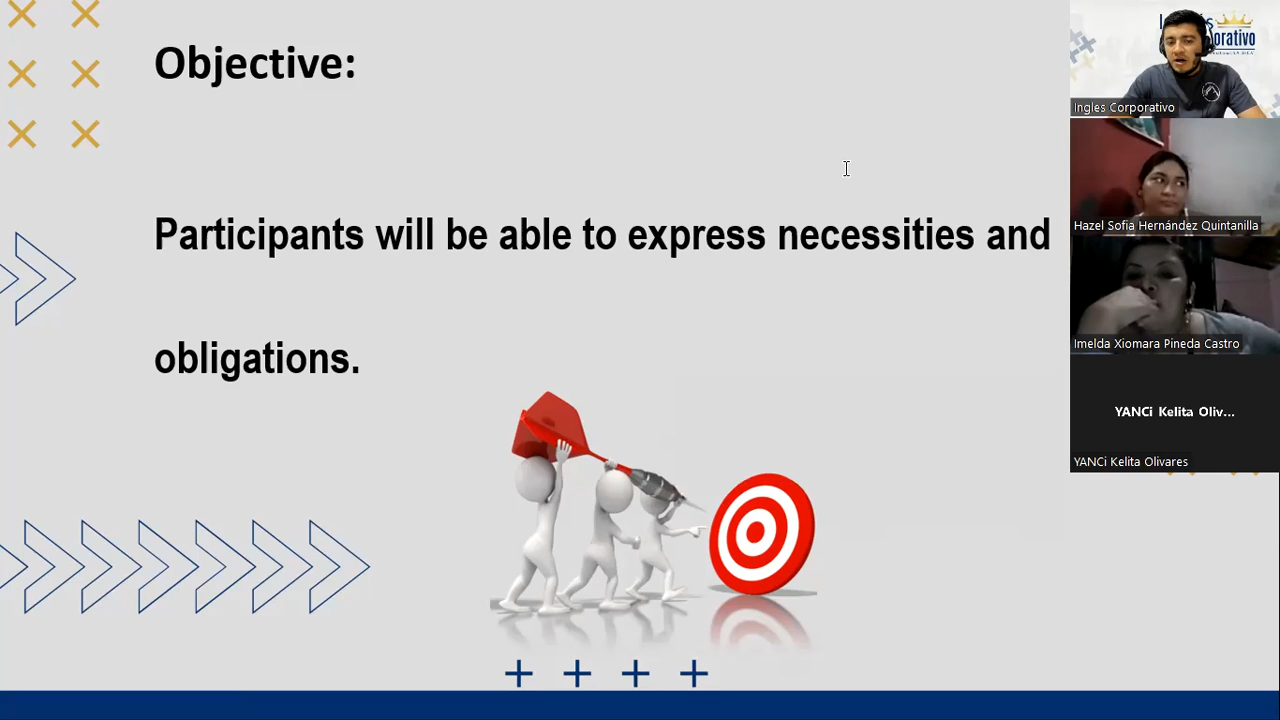 Objective:
Participants will be able to express necessities and
obligations.
Ingles Corporativo
Hazel Sofia Hernández Quintanilla
Imelda Xiomara Pineda Castro
YANCi Kelita Oliv...
YANCi Kelita Olivares